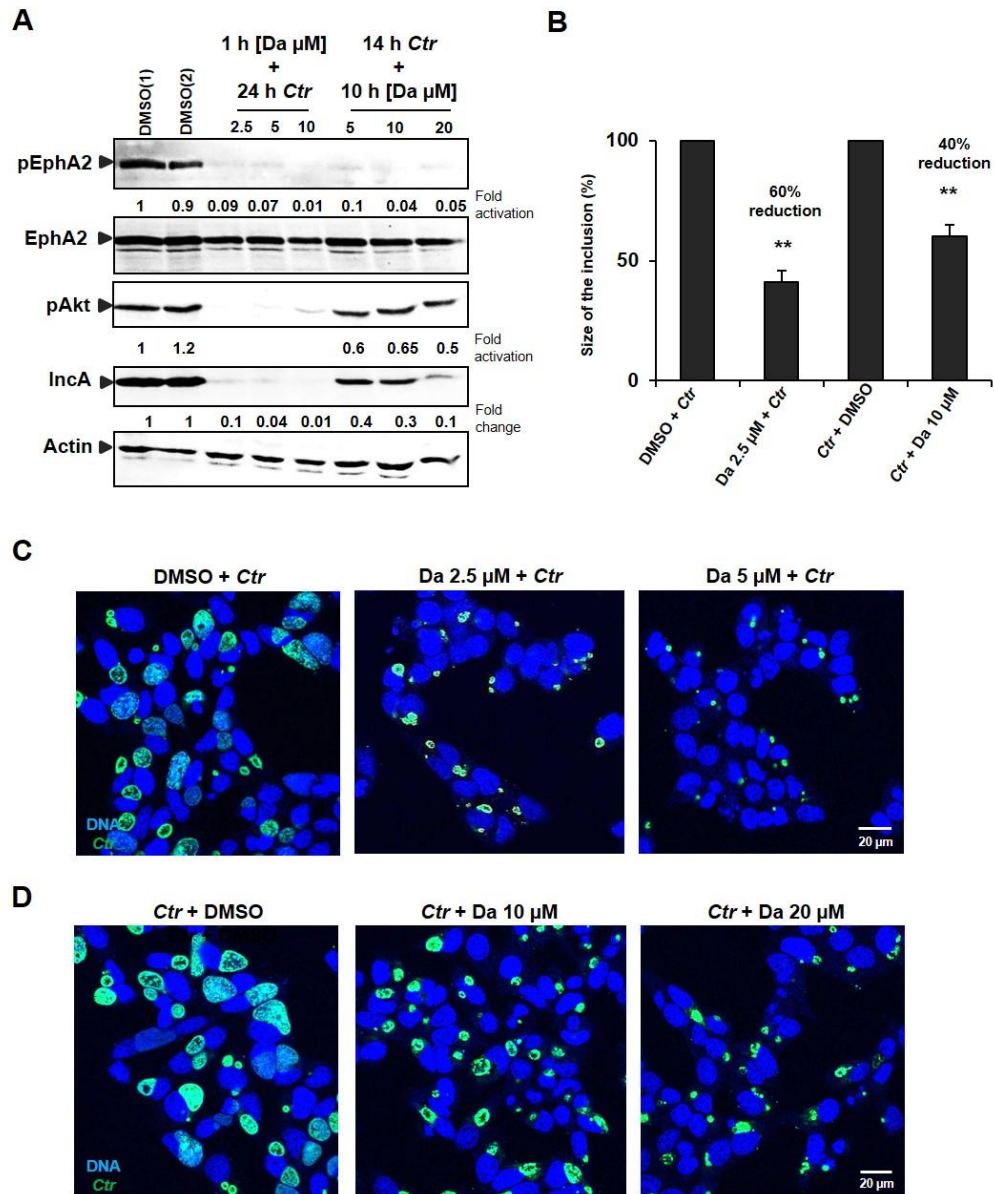 A
1 h [Da µM]
+
24 h Ctr
14 h Ctr
+
10 h [Da µM]
DMSO(1)
DMSO(2)
2.5 5 10 5 10 20
pEphA2
1 0.9 0.09 0.07 0.01 0.1 0.04 0.05
Fold
activation
EphA2
pAkt
1 1.2 0.6 0.65 0.5
Fold
activation
IncA
1 1 0.1 0.04 0.01 0.4 0.3 0.1
Fold
change
Actin
B
Size of the inclusion (%)
100
50
0
60%
reduction
**
40%
reduction
**
DMSO + Ctr
Da 2.5 µM + Ctr
Ctr + DMSO
Ctr + Da 10 µM
C
DMSO + Ctr
Da 2.5 µM + Ctr
Da 5 µM + Ctr
DNA
Ctr
20 µm
D
Ctr + DMSO
Ctr + Da 10 µM
Ctr + Da 20 µM
DNA
Ctr
20 µm